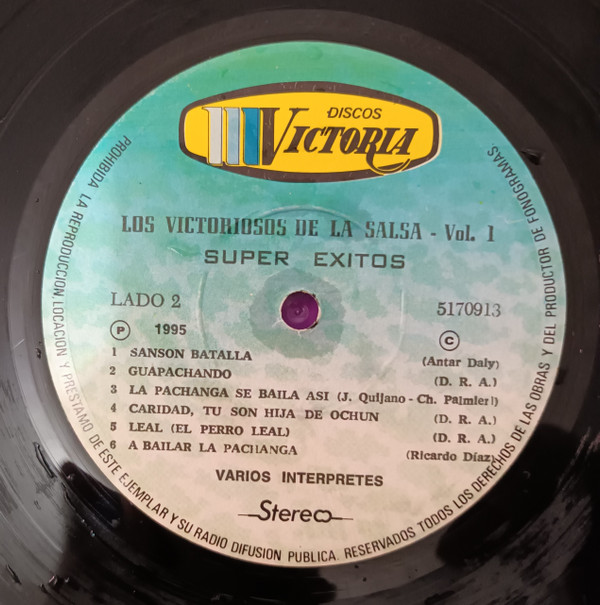 DISCOS
VICTORIA
LOS VICTORIOSOS DE LA SALSA - Vol. 1
SUPER EXITOS
LADO 2
5170913
P 1995
C
1 SANSON BATALLA (Antar Daly)
2 GUAPACHANDO (D. R. A.)
3 LA PACHANGA SE BAILA ASI (J. Quijano - Ch. Palmieri)
4 CARIDAD, TU SON HIJA DE OCHUN (D. R. A.)
5 LEAL (EL PERRO LEAL) (D. R. A.)
6 A BAILAR LA PACHANGA (Ricardo Díaz)
VARIOS INTERPRETES
Stereo
PROHIBIDA LA REPRODUCCION, LOCACION Y PRESTAMO DE ESTE EJEMPLAR Y SU RADIO DIFUSION PUBLICA. RESERVADOS TODOS LOS DERECHOS DE LAS OBRAS Y DEL PRODUCTOR DE FONOGRAMAS.